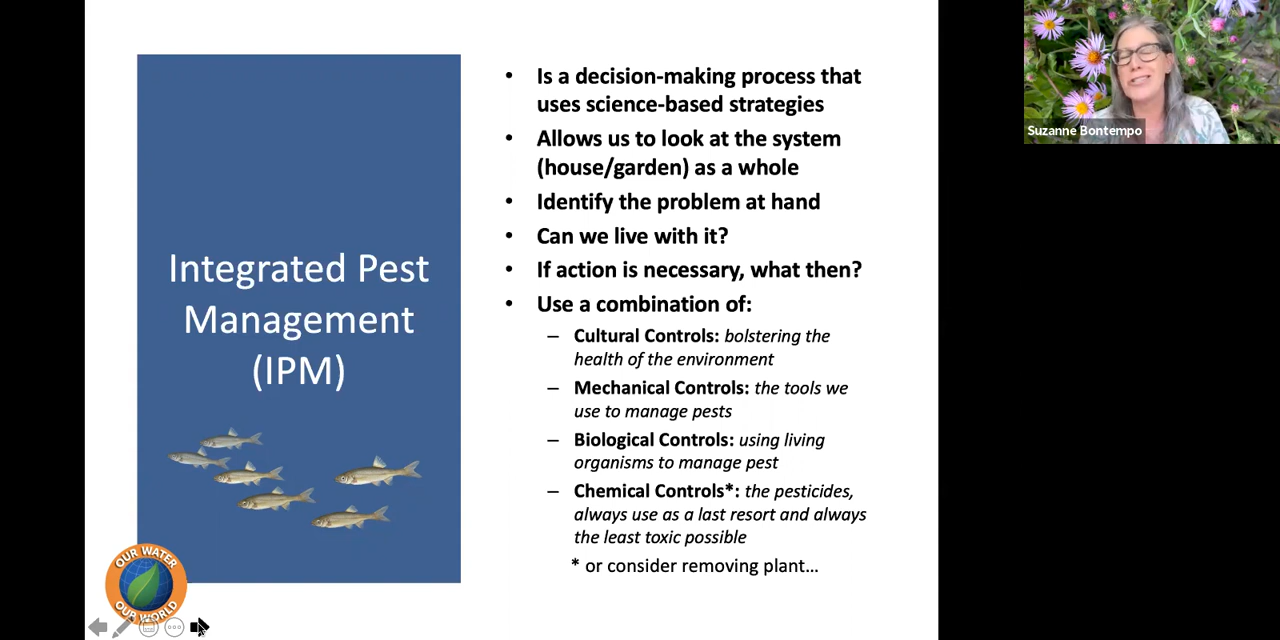 Integrated Pest
Management
(IPM)
• Is a decision-making process that
uses science-based strategies
• Allows us to look at the system
(house/garden) as a whole
• Identify the problem at hand
• Can we live with it?
• If action is necessary, what then?
• Use a combination of:
– Cultural Controls: bolstering the
health of the environment
– Mechanical Controls: the tools we
use to manage pests
– Biological Controls: using living
organisms to manage pest
– Chemical Controls*: the pesticides,
always use as a last resort and always
the least toxic possible
* or consider removing plant...
OUR WATER
OUR WORLD
Suzanne Bontempo